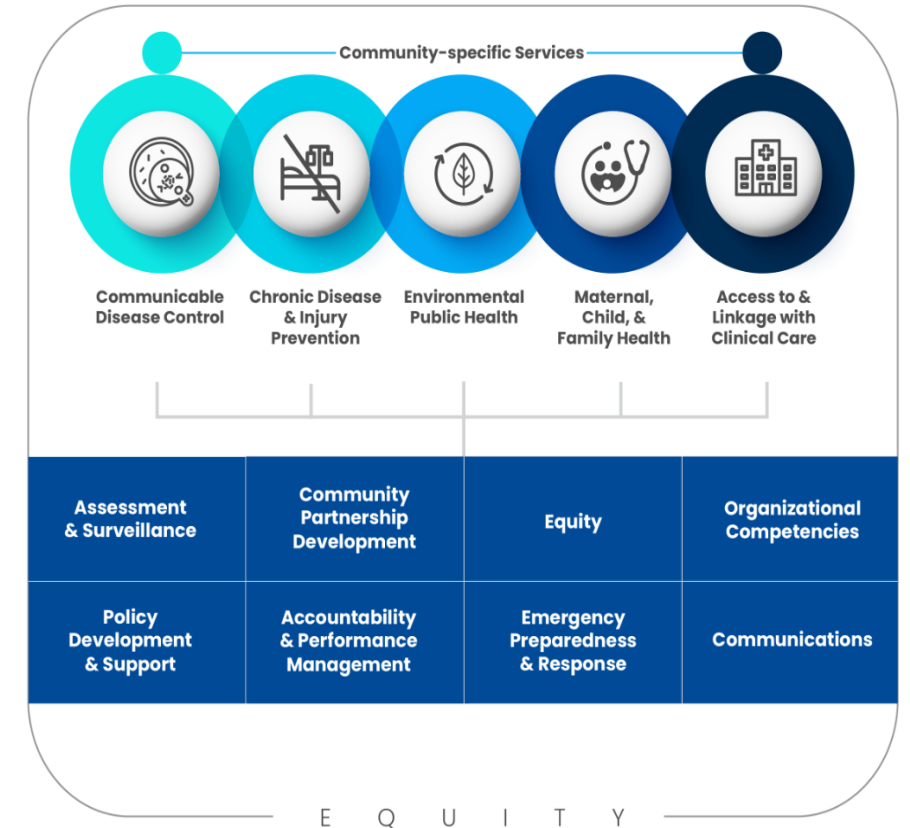 Community-specific Services
Communicable
Disease Control
Chronic Disease
& Injury
Prevention
Environmental
Public Health
Maternal,
Child, &
Family Health
Access to &
Linkage with
Clinical Care
Assessment
& Surveillance
Community
Partnership
Development
Equity
Organizational
Competencies
Policy
Development
& Support
Accountability
& Performance
Management
Emergency
Preparedness
& Response
Communications
EQUITY